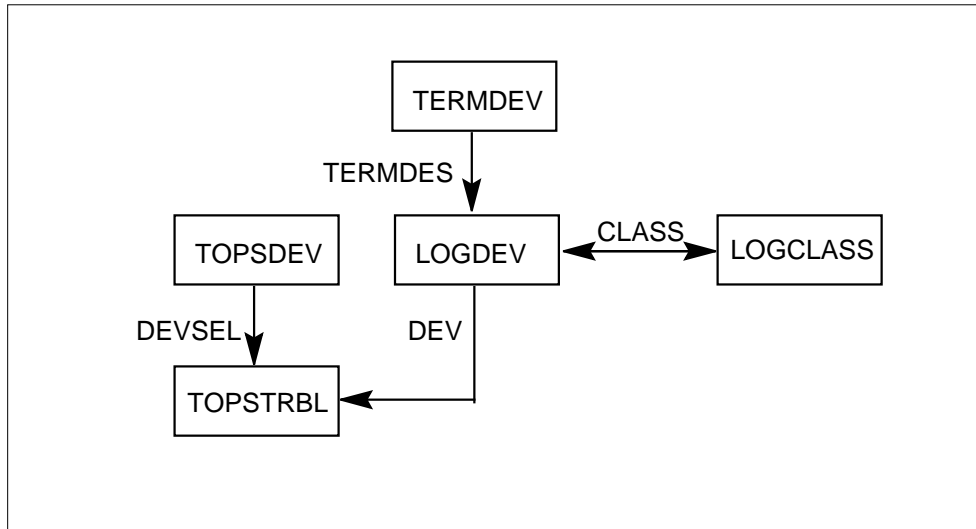 TERMDEV
TERMDES
TOPSDEV
LOGDEV
CLASS
LOGCLASS
DEVSEL
DEV
TOPSTRBL